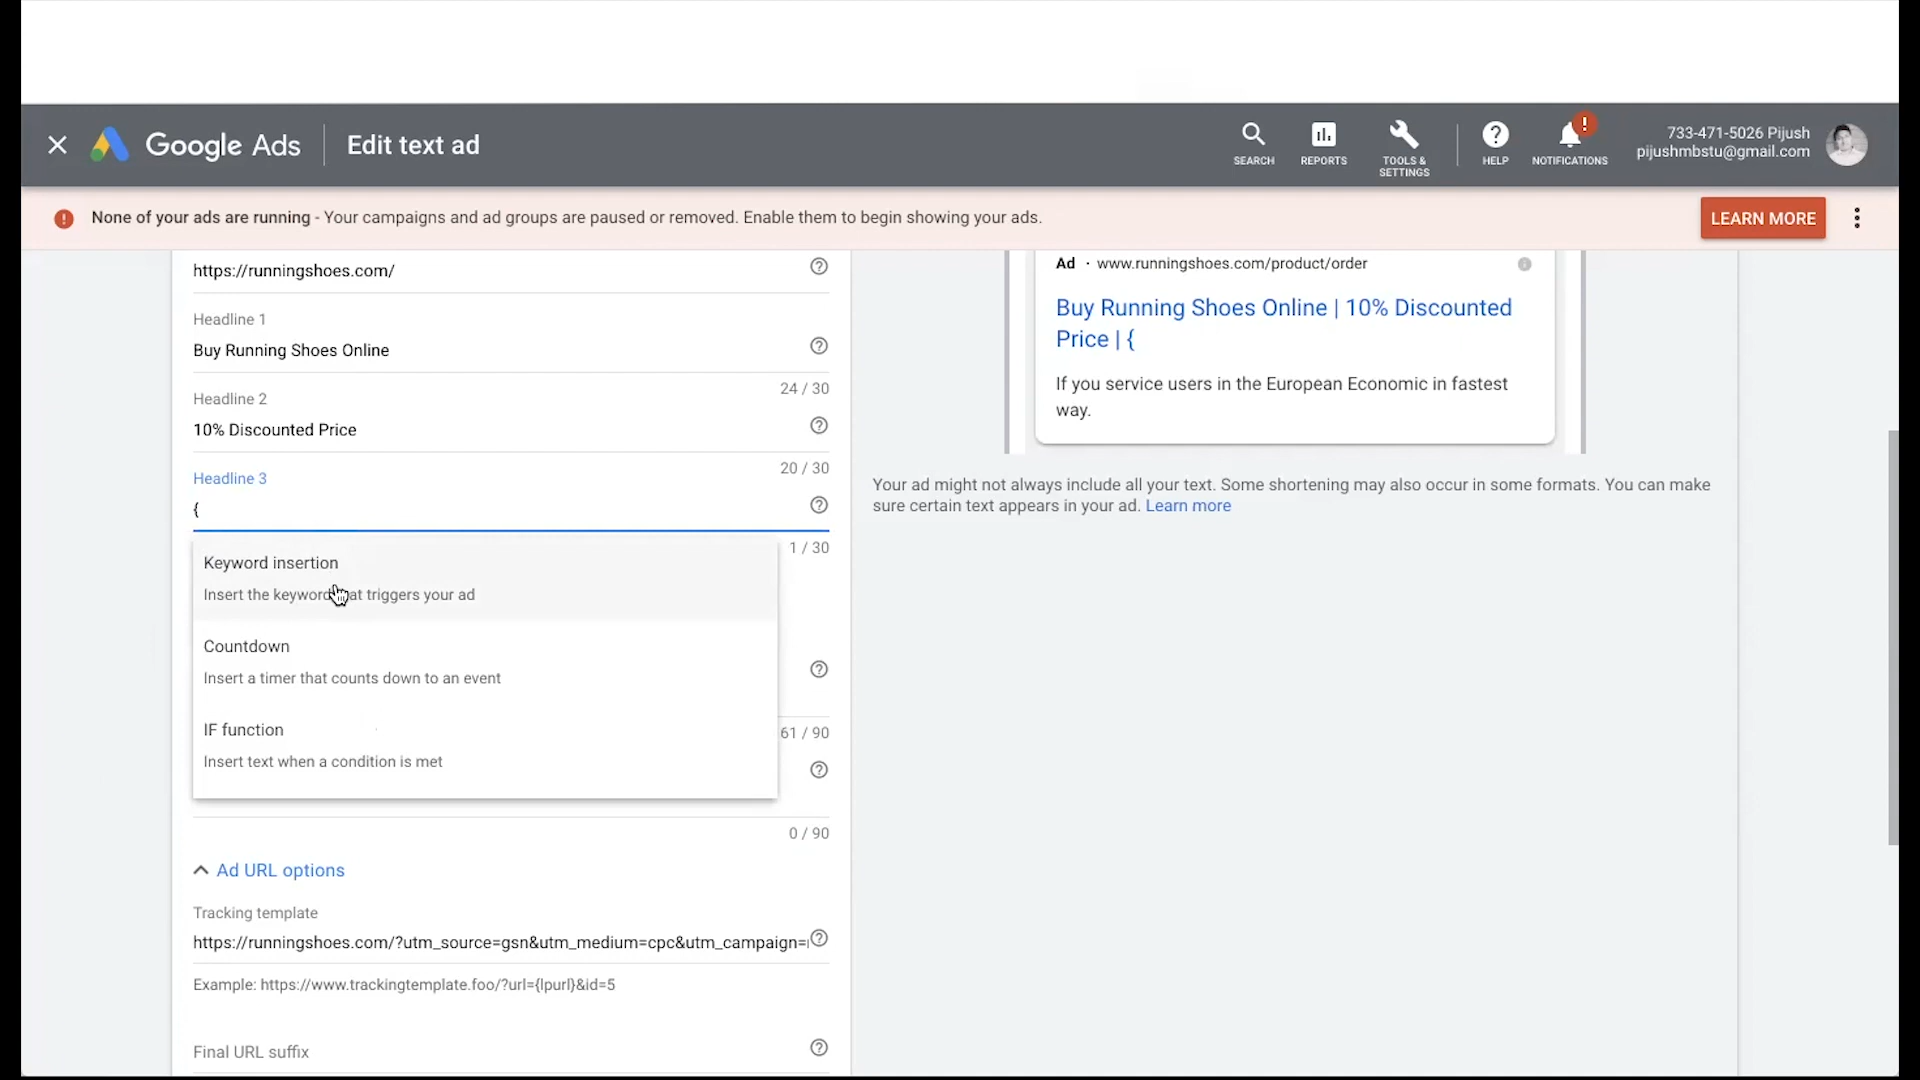 Google Ads
Edit text ad
SEARCH
REPORTS
TOOLS &
SETTINGS
HELP
!
NOTIFICATIONS
733-471-5026 Pijush
pijushmbstu@gmail.com
None of your ads are running - Your campaigns and ad groups are paused or removed. Enable them to begin showing your ads.
LEARN MORE
https://runningshoes.com/
Headline 1
Buy Running Shoes Online
24 / 30
Headline 2
10% Discounted Price
20 / 30
Headline 3
{
1 / 30
Keyword insertion
Insert the keyword that triggers your ad
Countdown
Insert a timer that counts down to an event
IF function
Insert text when a condition is met
61 / 90
0 / 90
Ad URL options
Tracking template
https://runningshoes.com/?utm_source=gsn&utm_medium=cpc&utm_campaign=
Example: https://www.trackingtemplate.foo/?url={lpurl}&id=5
Final URL suffix
Ad · www.runningshoes.com/product/order
Buy Running Shoes Online | 10% Discounted
Price | {
If you service users in the European Economic in fastest
way.
Your ad might not always include all your text. Some shortening may also occur in some formats. You can make
sure certain text appears in your ad. Learn more